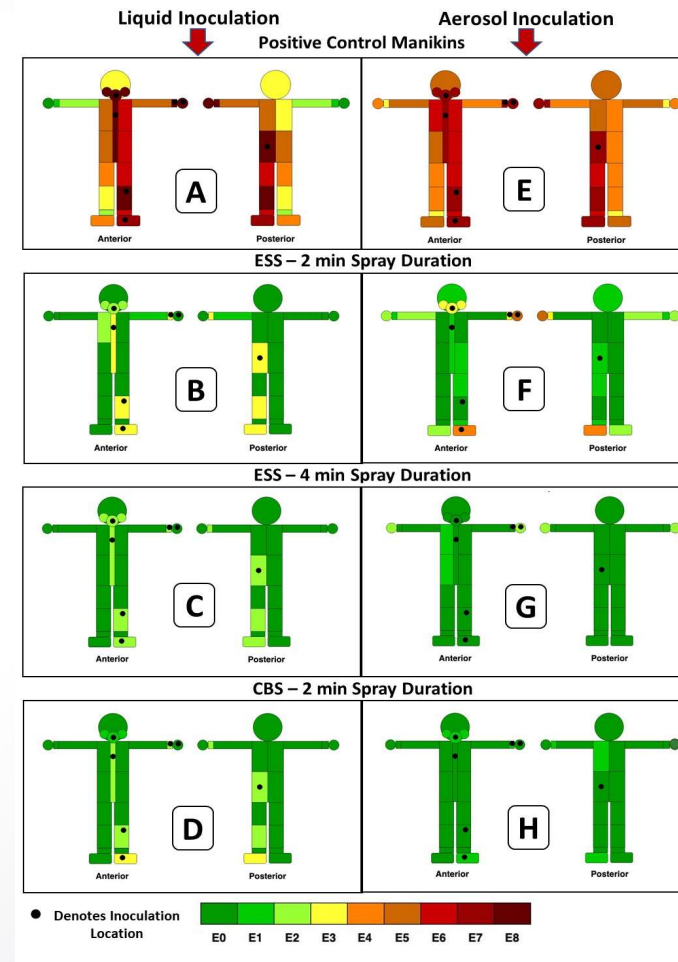 Liquid Inoculation
Aerosol Inoculation
Positive Control Manikins
A
Anterior
Posterior
E
Anterior
Posterior
ESS – 2 min Spray Duration
B
Anterior
Posterior
F
Anterior
Posterior
ESS – 4 min Spray Duration
C
Anterior
Posterior
G
Anterior
Posterior
CBS – 2 min Spray Duration
D
Anterior
Posterior
H
Anterior
Posterior
Denotes Inoculation
Location
E0 E1 E2 E3 E4 E5 E6 E7 E8